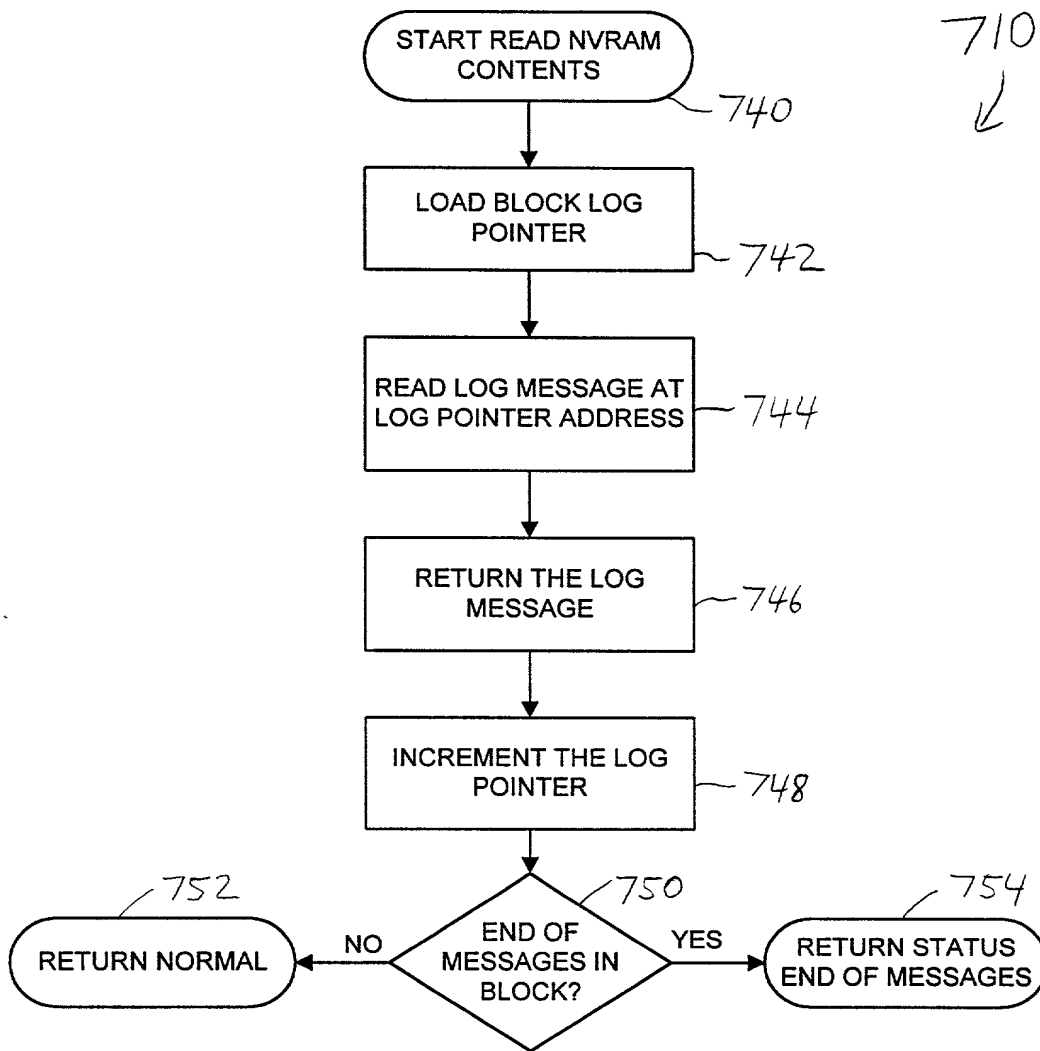 START READ NVRAM
CONTENTS
710
740
LOAD BLOCK LOG
POINTER
742
READ LOG MESSAGE AT
LOG POINTER ADDRESS
744
RETURN THE LOG
MESSAGE
746
INCREMENT THE LOG
POINTER
748
752
750
754
RETURN NORMAL
NO
END OF
MESSAGES IN
BLOCK?
YES
RETURN STATUS
END OF MESSAGES